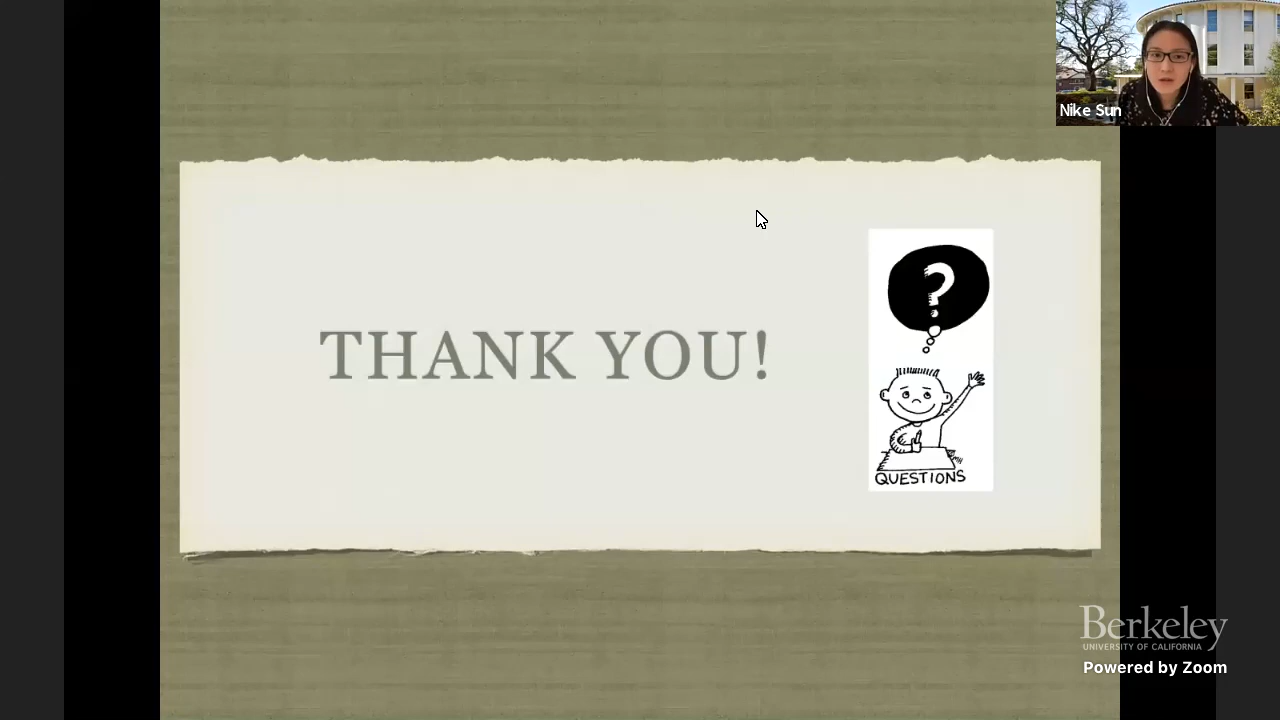 Nike Sun
THANK YOU!
?
QUESTIONS
Berkeley
UNIVERSITY OF CALIFORNIA
Powered by Zoom